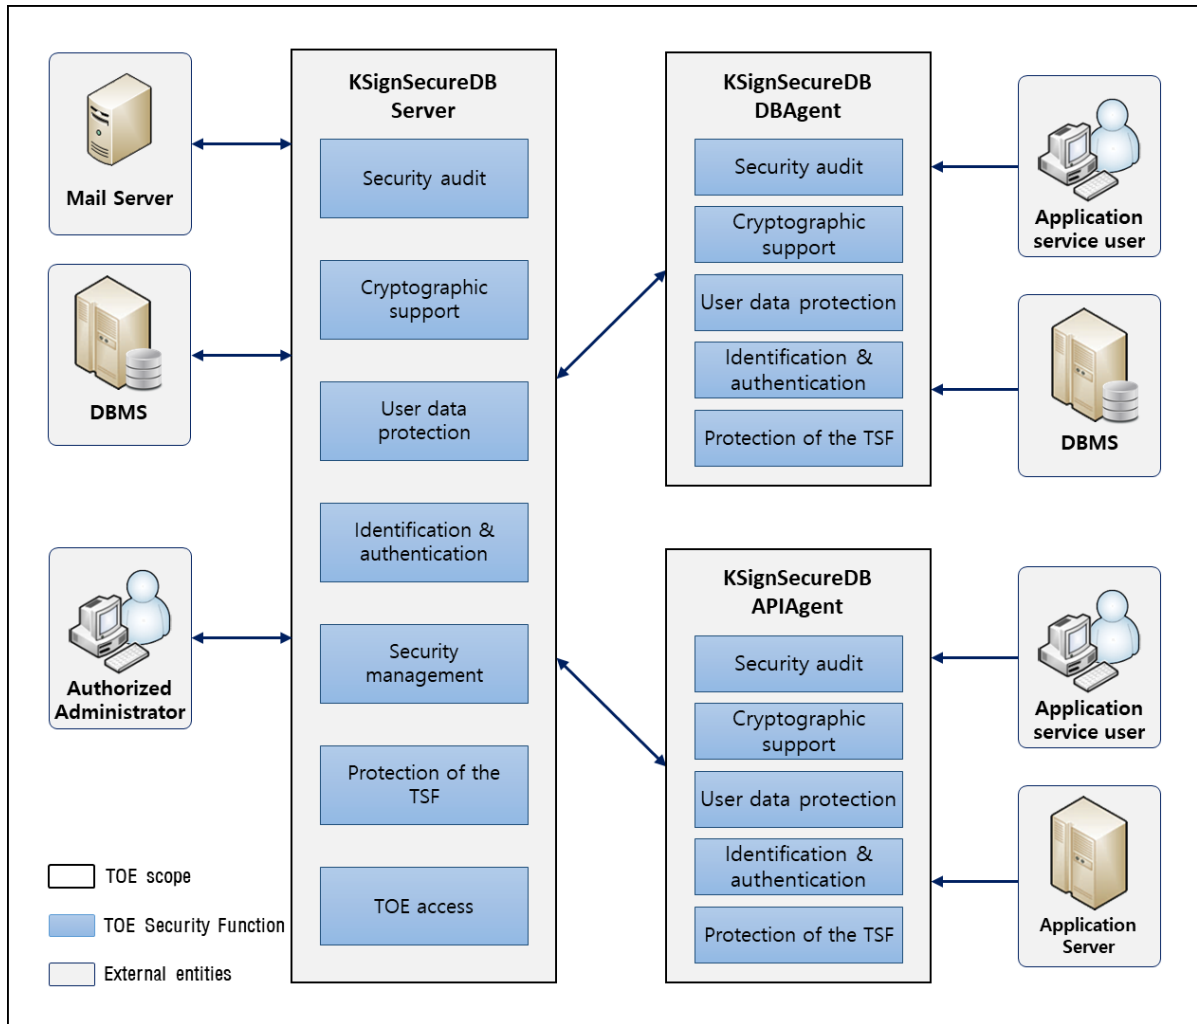 Mail Server
DBMS
Authorized
Administrator
TOE scope
TOE Security Function
External entities
KSignSecureDB
Server
Security audit
Cryptographic
support
User data
protection
Identification &
authentication
Security
management
Protection of the
TSF
TOE access
KSignSecureDB
DBAgent
Security audit
Cryptographic
support
User data protection
Identification &
authentication
Protection of the TSF
KSignSecureDB
APIAgent
Security audit
Cryptographic
support
User data protection
Identification &
authentication
Protection of the TSF
Application
service user
DBMS
Application
service user
Application
Server